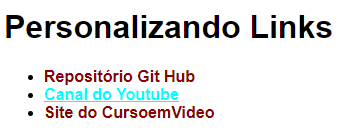 Personalizando Links
Repositório Git Hub
Canal do Youtube
Site do CursoemVideo